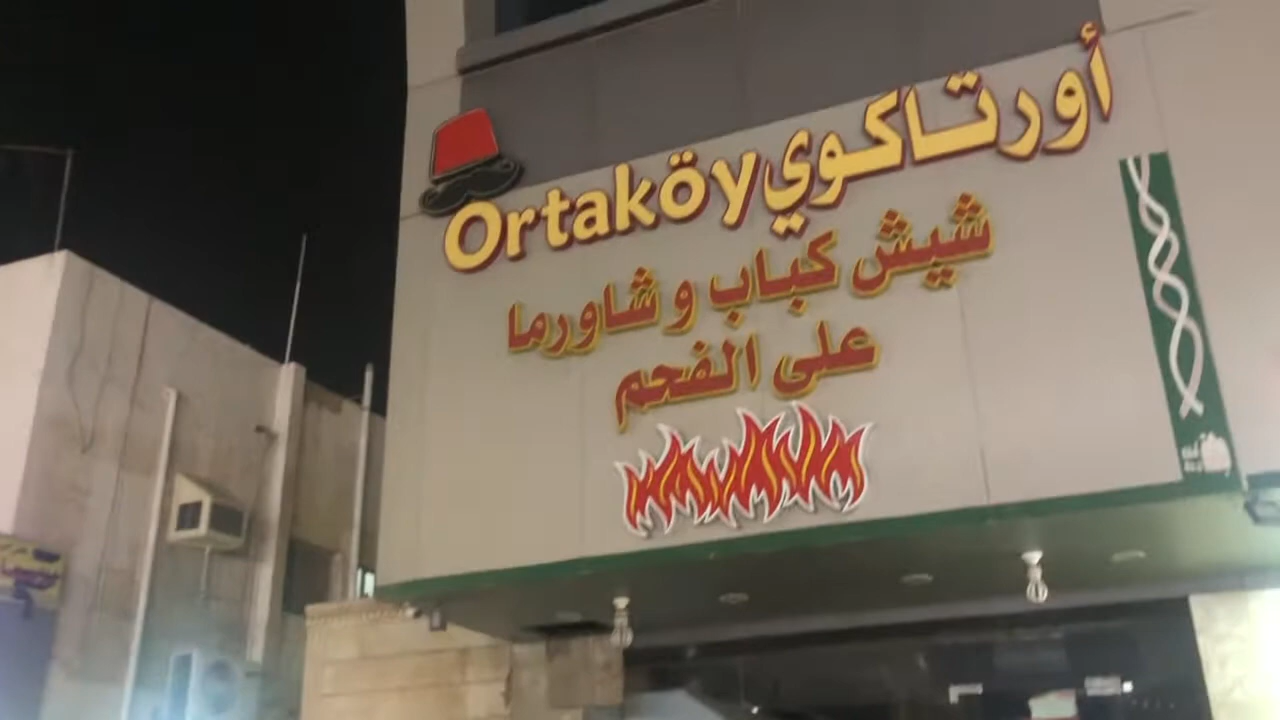 أورتاكوي Ortaköy
شيش كباب و شاورما
على الفحم